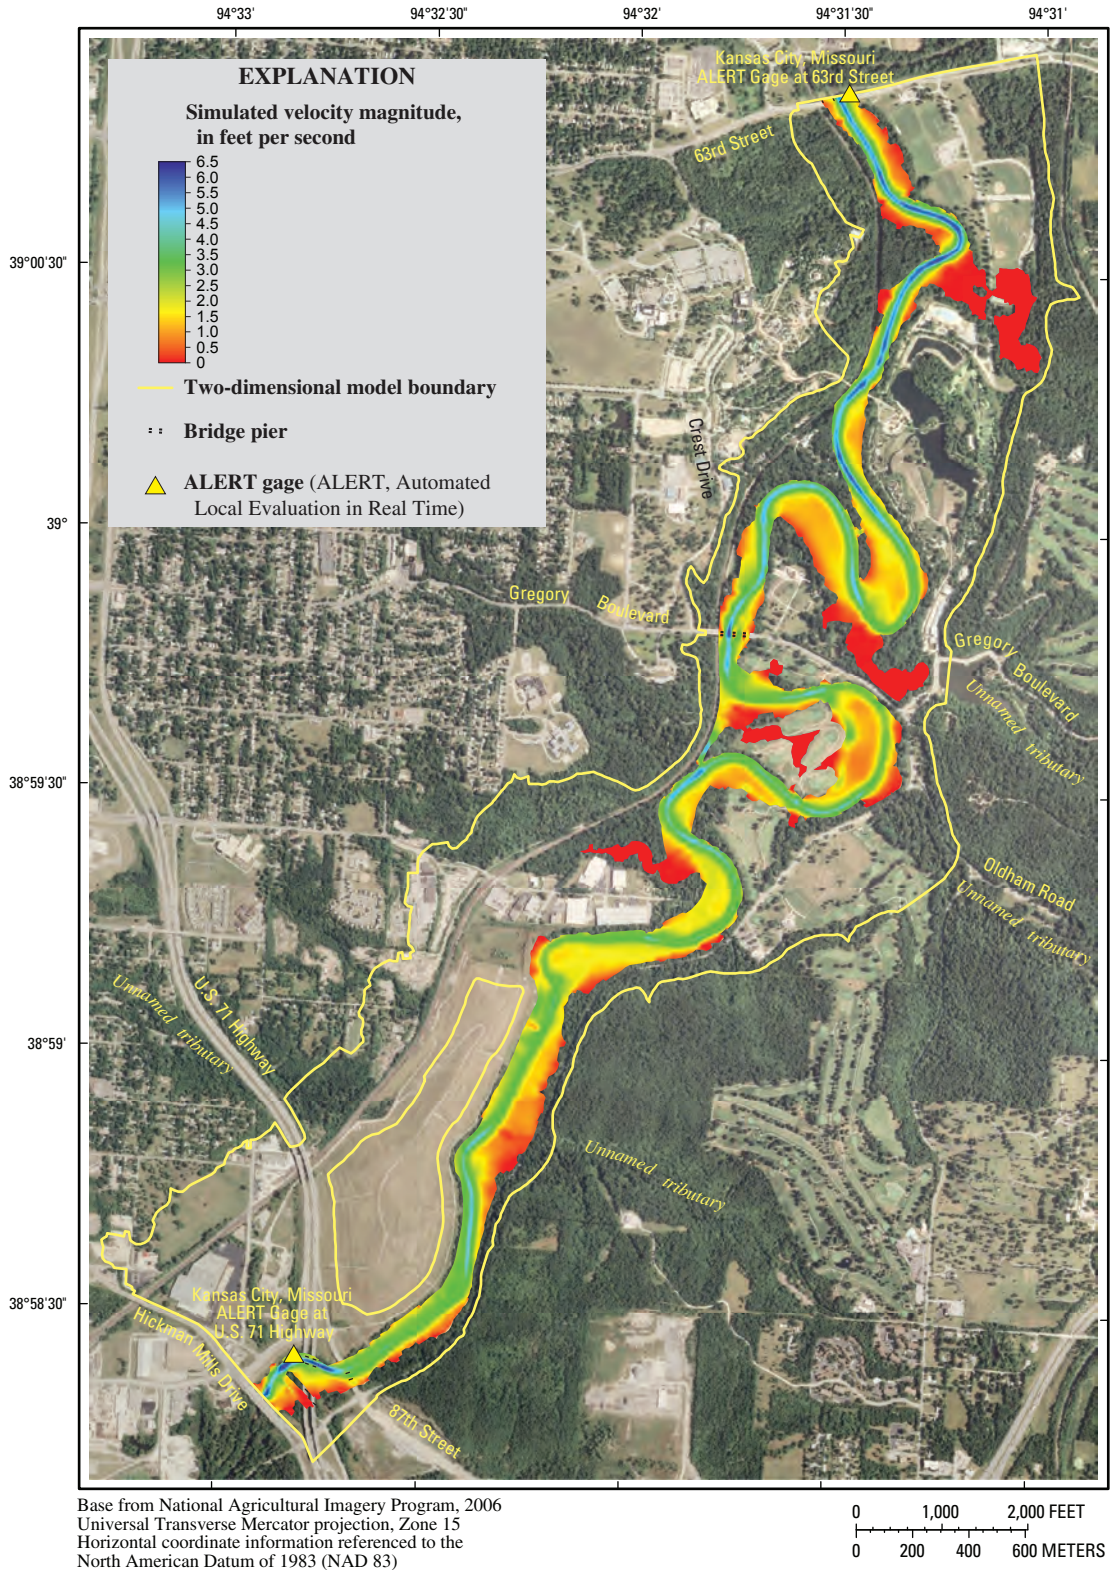 94°33'
94°32'30"
94°32'
94°31'30"
94°31'
EXPLANATION
Simulated velocity magnitude,
in feet per second
6.5
6.0
5.5
5.0
4.5
4.0
3.5
3.0
2.5
2.0
1.5
1.0
0.5
0
Two-dimensional model boundary
Bridge pier
ALERT gage (ALERT, Automated
Local Evaluation in Real Time)
Kansas City, Missouri
ALERT Gage at 63rd Street
63rd Street
39°00'30"
Crest Drive
39°
Gregory Boulevard
Gregory Boulevard
Unnamed tributary
38°59'30"
Oldham Road
Unnamed tributary
U.S. 71 Highway
Unnamed tributary
38°59'
Unnamed tributary
38°58'30"
Kansas City, Missouri
ALERT Gage at
U.S. 71 Highway
Hickman Mills Drive
87th Street
Base from National Agricultural Imagery Program, 2006
Universal Transverse Mercator projection, Zone 15
Horizontal coordinate information referenced to the
North American Datum of 1983 (NAD 83)
0 1,000 2,000 FEET
0 200 400 600 METERS